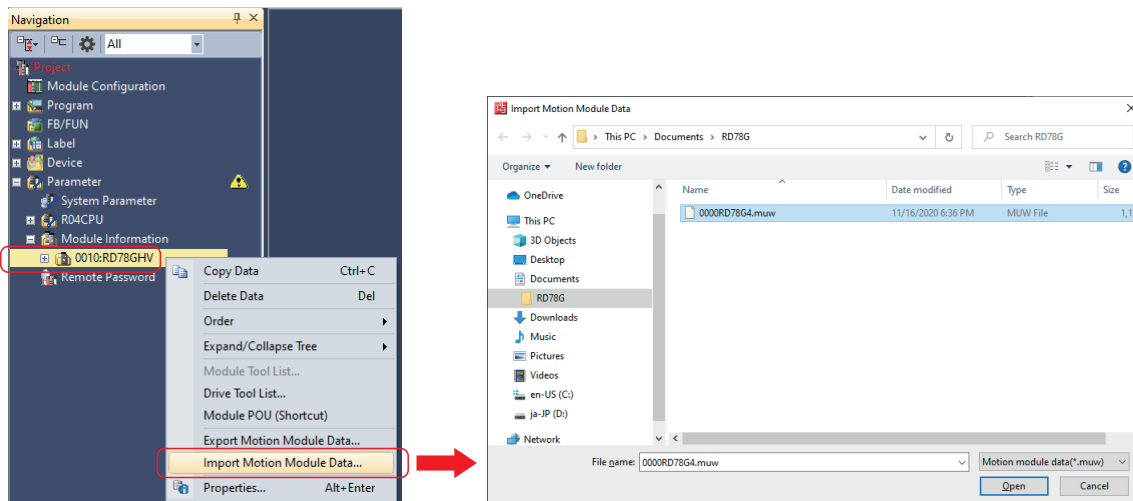 Navigation
All
Project
Module Configuration
Program
FB/FUN
Label
Device
Parameter
System Parameter
R04CPU
Module Information
0010:RD78GHV
Remote Password
Copy Data Ctrl+C
Delete Data Del
Order
Expand/Collapse Tree
Module Tool List...
Drive Tool List...
Module POU (Shortcut)
Export Motion Module Data...
Import Motion Module Data...
Properties... Alt+Enter
Import Motion Module Data
This PC > Documents > RD78G
Search RD78G
Organize New folder
Name Date modified Type Size
0000RD78G4.muw 11/16/2020 6:36 PM MUW File 1,1
OneDrive
This PC
3D Objects
Desktop
Documents
RD78G
Downloads
Music
Pictures
Videos
en-US (C:)
ja-JP (D:)
Network
File name: 0000RD78G4.muw Motion module data(*.muw)
Open Cancel